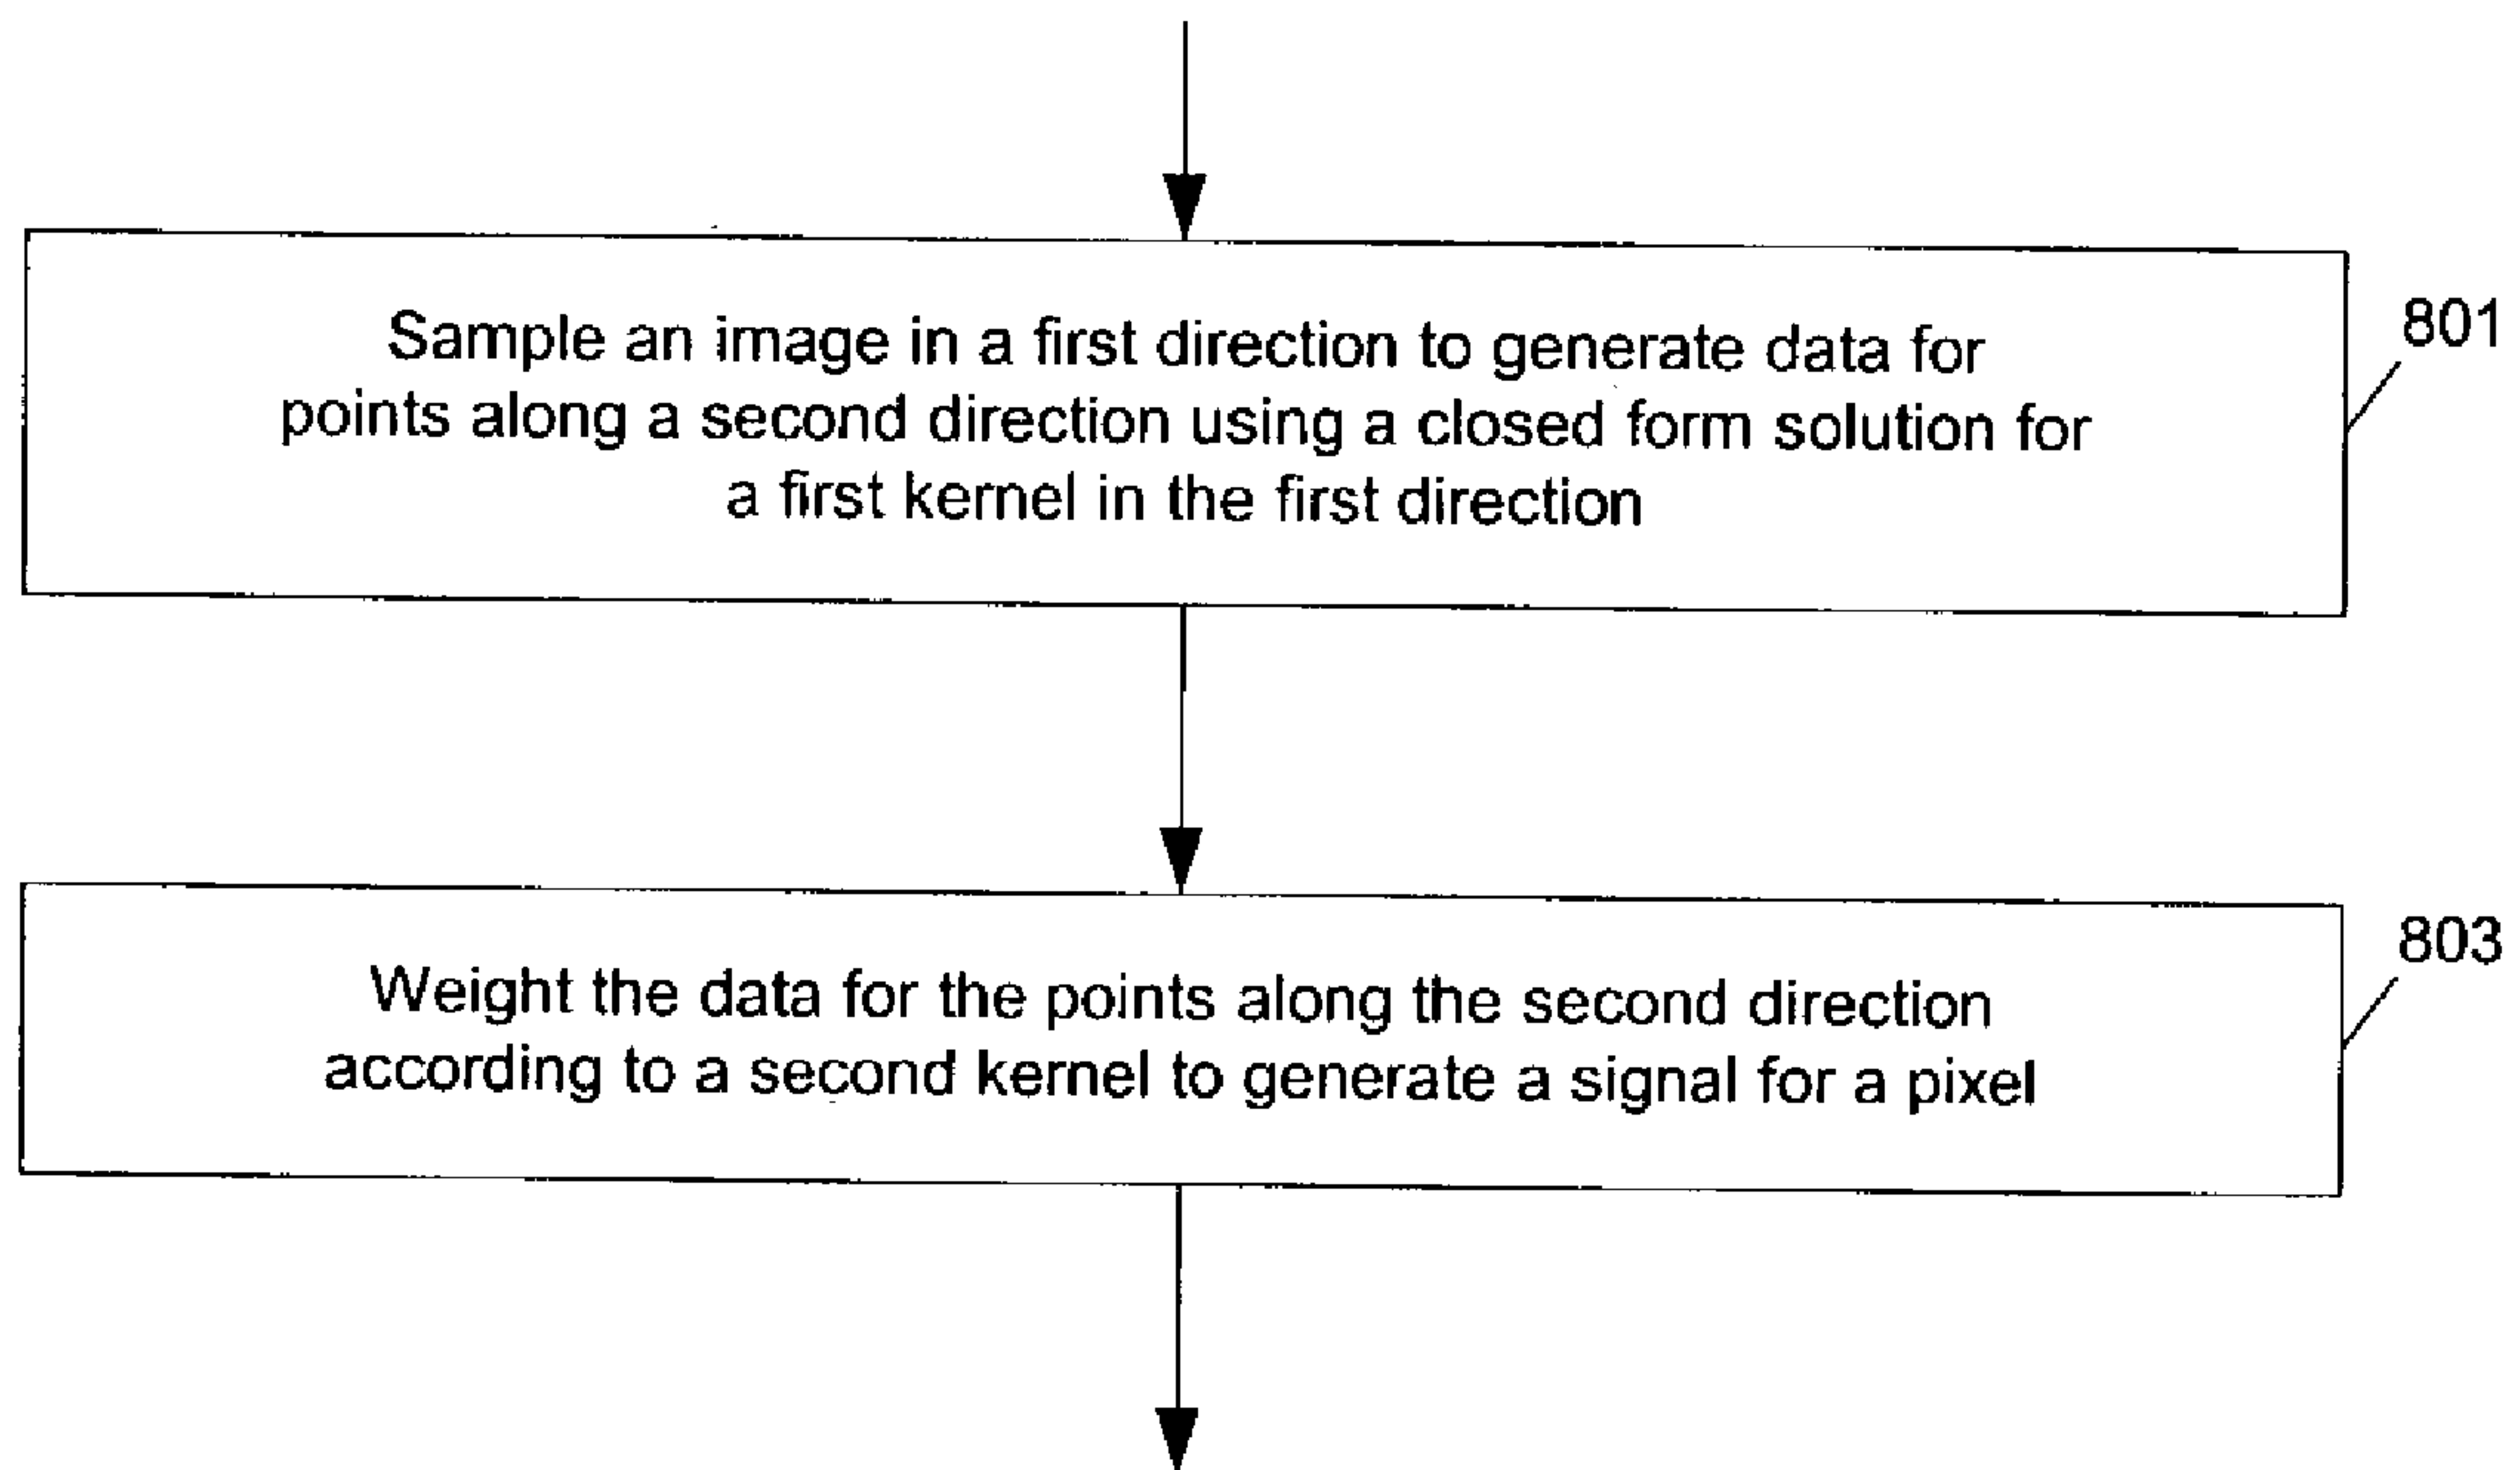 Sample an image in a first direction to generate data for
points along a second direction using a closed form solution for
a first kernel in the first direction
801
Weight the data for the points along the second direction
according to a second kernel to generate a signal for a pixel
803